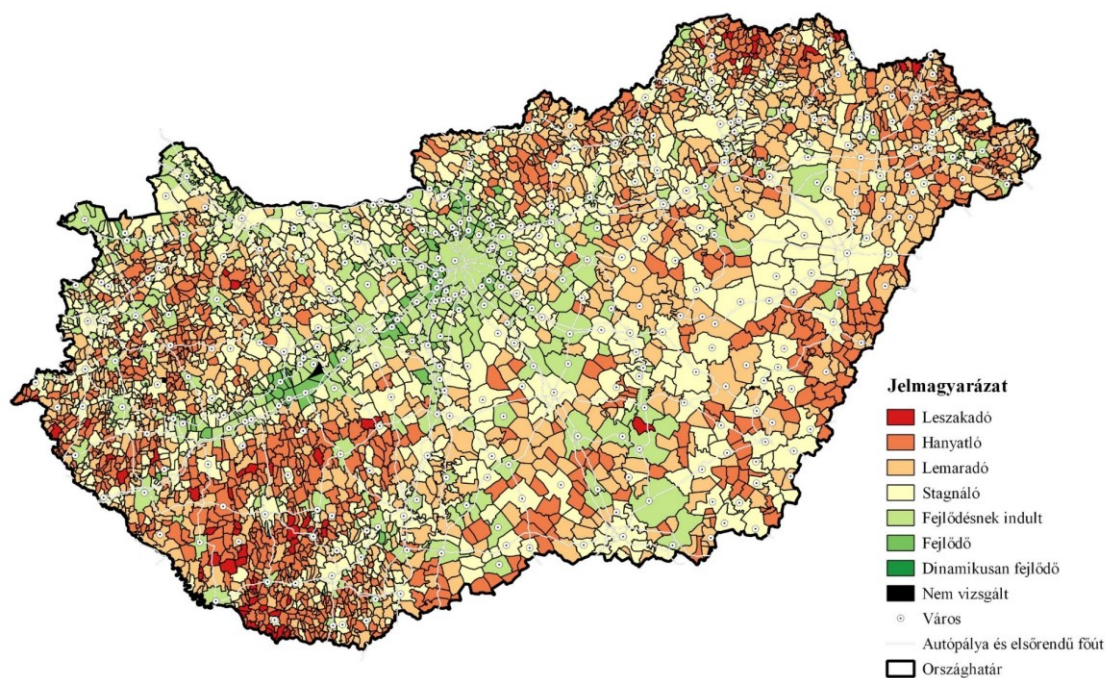 Jelmagyarázat
Leszakadó
Hanyatló
Lemaradó
Stagnáló
Fejlődésnek indult
Fejlődő
Dinamikusan fejlődő
Nem vizsgált
Város
Autópálya és elsőrendű főút
Országhatár